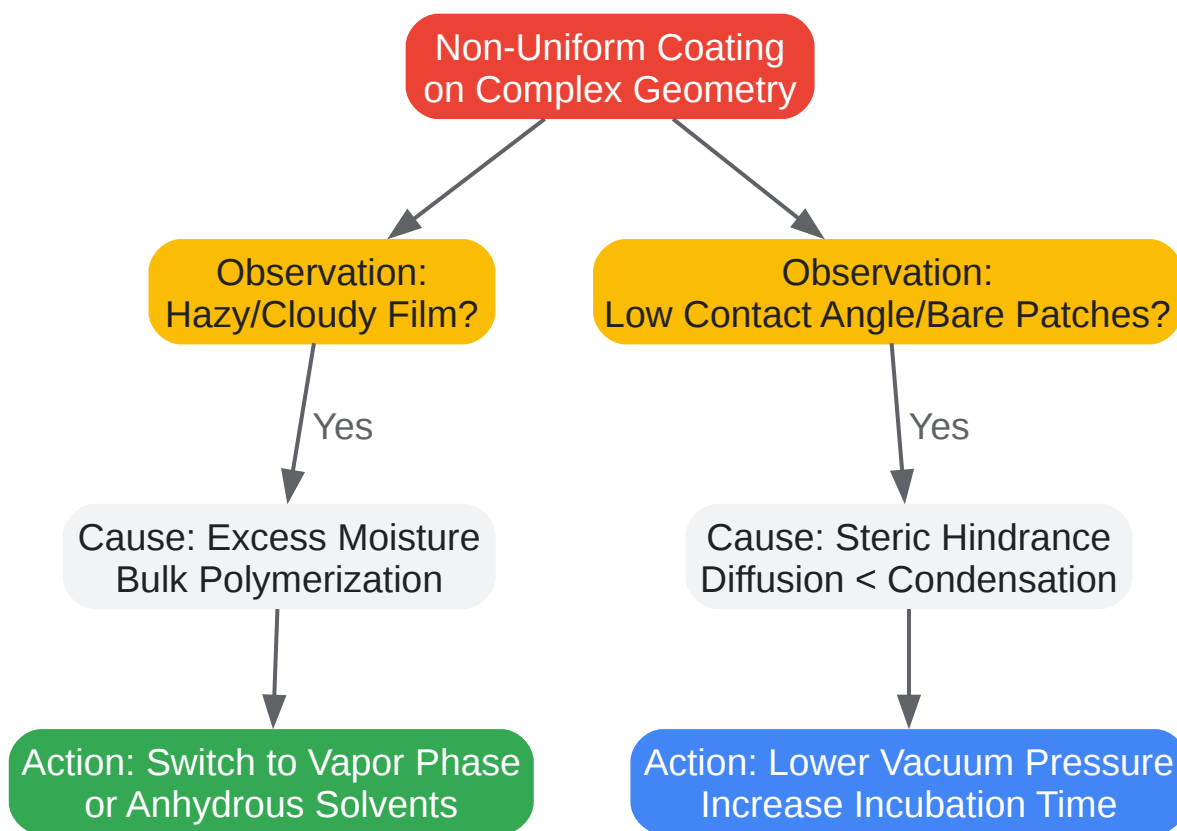 Non-Uniform Coating
on Complex Geometry
Observation:
Hazy/Cloudy Film?
Observation:
Low Contact Angle/Bare Patches?
Yes
Yes
Cause: Excess Moisture
Bulk Polymerization
Cause: Steric Hindrance
Diffusion < Condensation
Action: Switch to Vapor Phase
or Anhydrous Solvents
Action: Lower Vacuum Pressure
Increase Incubation Time